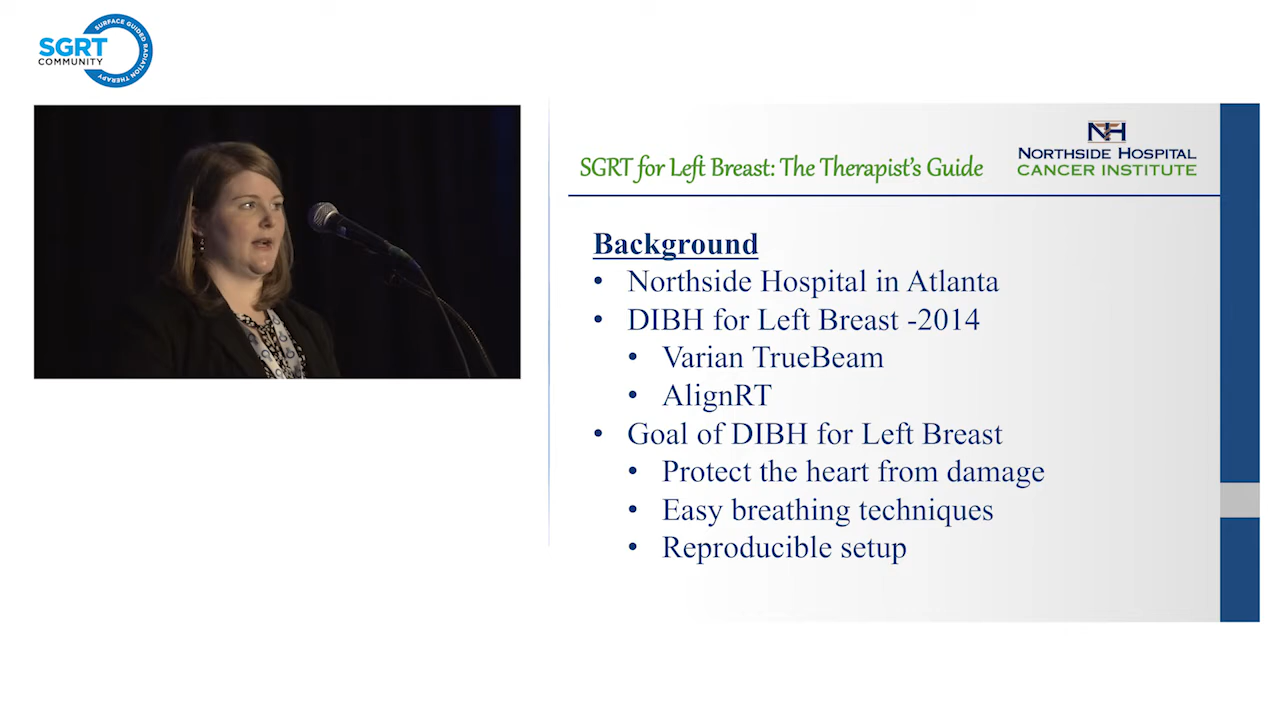 SURFACE GUIDED RADIATION THERAPY
SGRT
COMMUNITY
NH
NORTHSIDE HOSPITAL
CANCER INSTITUTE
SGRT for Left Breast: The Therapist's Guide
Background
• Northside Hospital in Atlanta
• DIBH for Left Breast -2014
• Varian TrueBeam
• AlignRT
• Goal of DIBH for Left Breast
• Protect the heart from damage
• Easy breathing techniques
• Reproducible setup